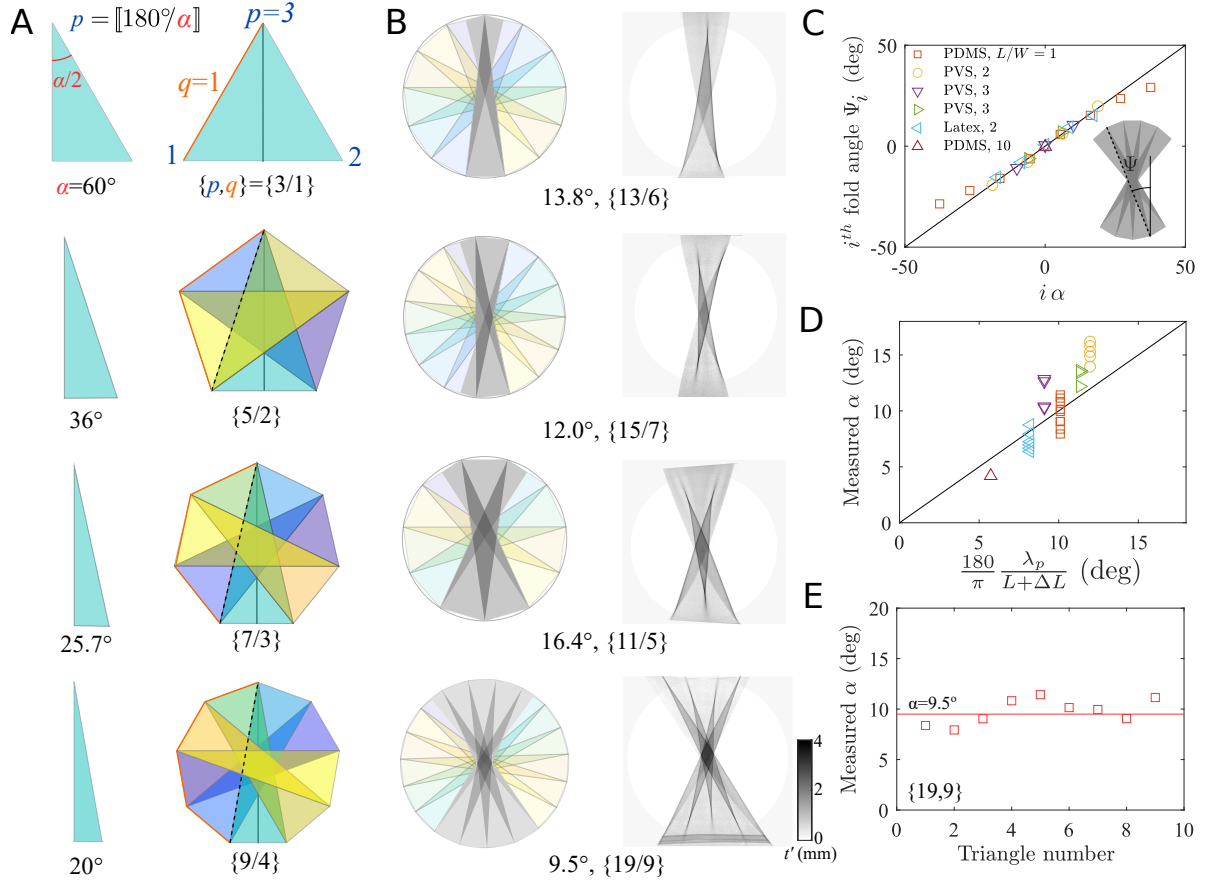 A
p = ⟦180°/α⟧
p=3
α/2
q=1
1
2
α=60°
{p,q}={3/1}
36°
{5/2}
25.7°
{7/3}
20°
{9/4}
B
13.8°, {13/6}
12.0°, {15/7}
16.4°, {11/5}
9.5°, {19/9}
4
2
0
t' (mm)
C
50
0
-50
i^{th} fold angle Ψ_i (deg)
PDMS, L/W = 1
PVS, 2
PVS, 3
PVS, 3
Latex, 2
PDMS, 10
Ψ
-50
0
50
i α
D
15
10
5
0
Measured α (deg)
0
5
10
15
180/π λ_p/(L+ΔL) (deg)
E
20
15
10
5
0
Measured α (deg)
α=9.5°
{19,9}
0
2
4
6
8
10
Triangle number